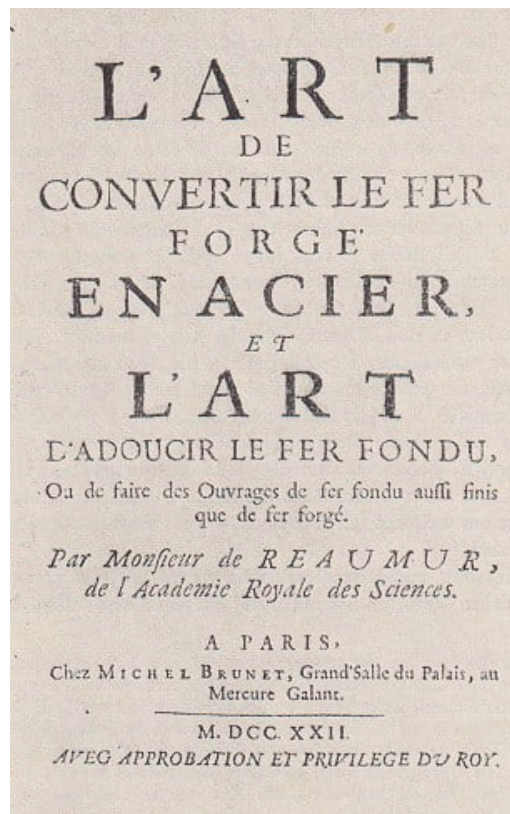 L'ART
DE
CONVERTIR LE FER
FORGE'
EN ACIER,
ET
L'ART
D'ADOUCIR LE FER FONDU,
Ou de faire des Ouvrages de fer fondu auſſi finis
que de fer forgé.
Par Monſieur de REAUMUR,
de l'Academie Royale des Sciences.
A PARIS,
Chez MICHEL BRUNET, Grand'Salle du Palais, au
Mercure Galant.
M. DCC. XXII.
AVEC APPROBATION ET PRIVILEGE DU ROY.